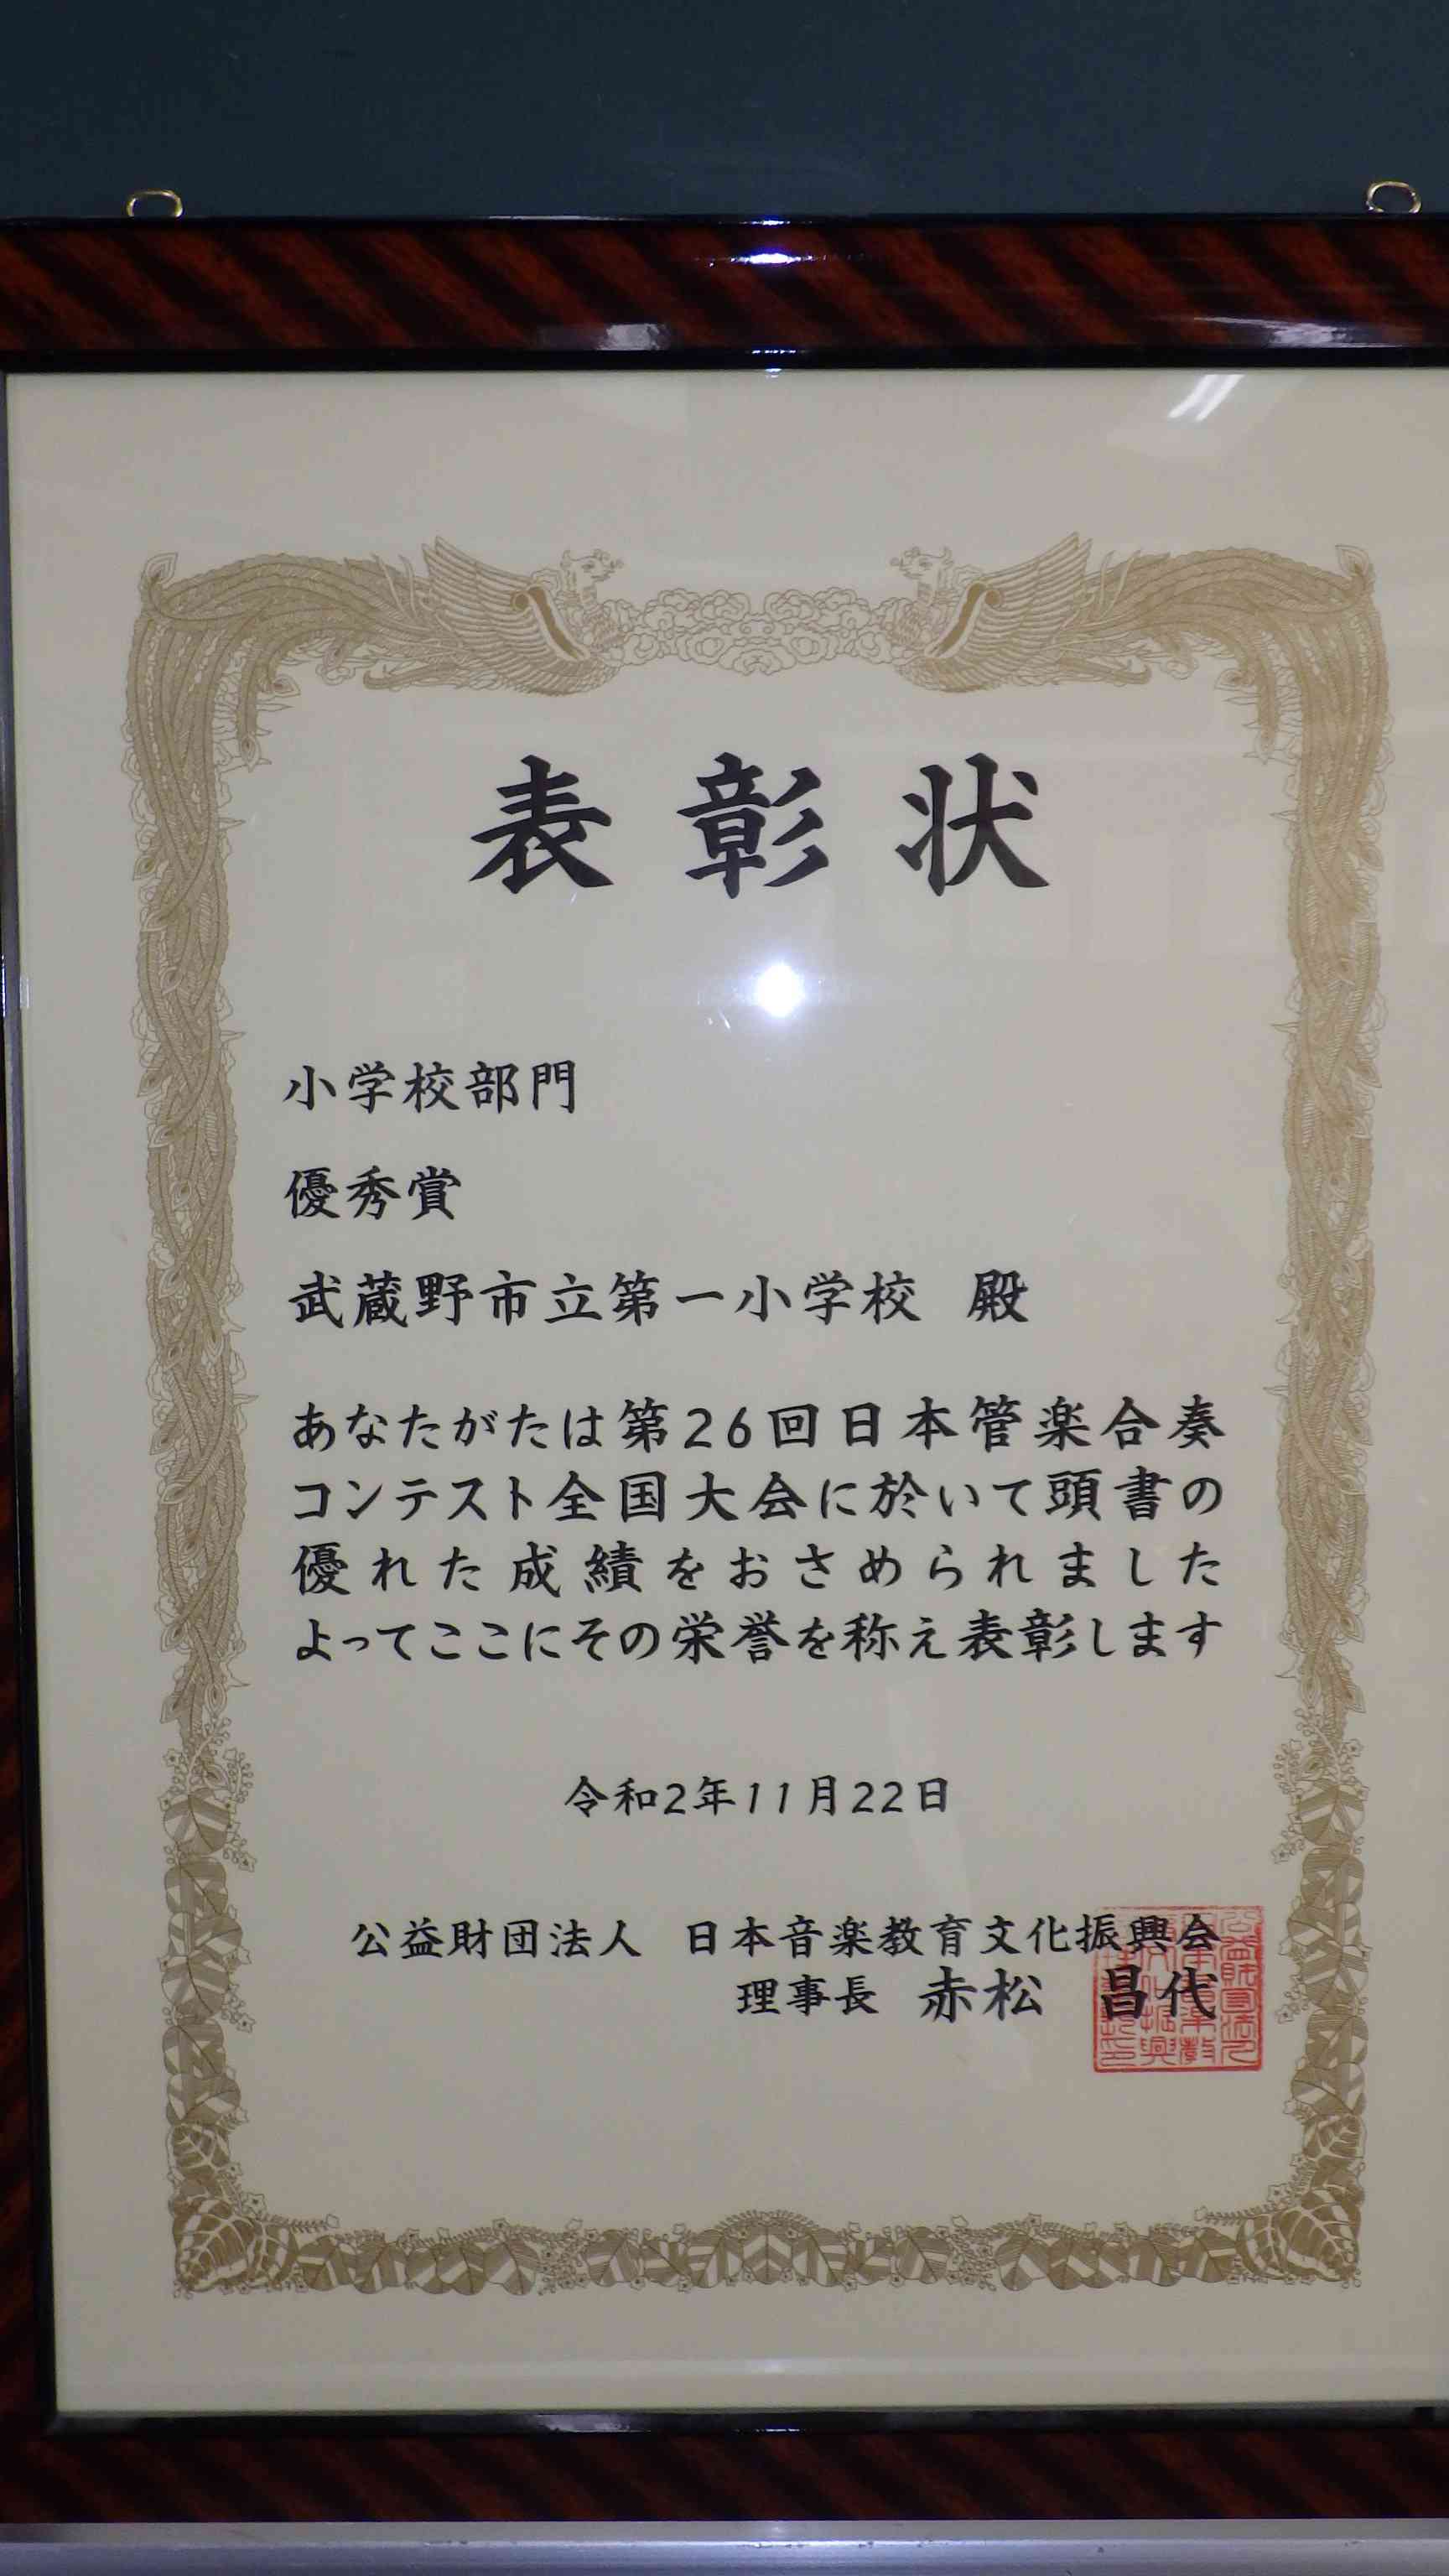 表彰状
小学校部門
優秀賞
武蔵野市立第一小学校 殿
あなたがたは第26回日本管楽合奏
コンテスト全国大会に於いて頭書の
優れた成績をおさめられました
よってここにその栄誉を称え表彰します
令和2年11月22日
公益財団法人 日本音楽教育文化振興会
理事長 赤松 昌代